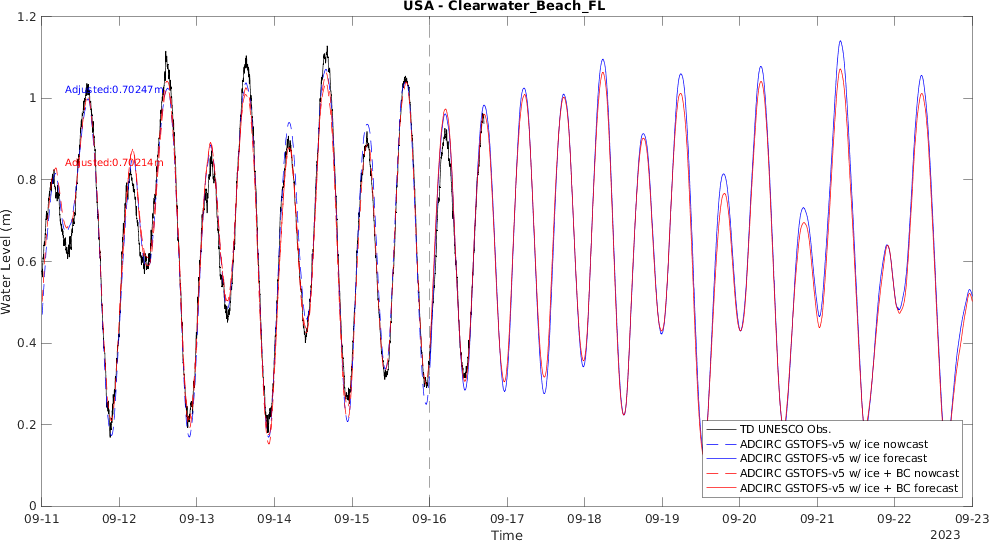 USA - Clearwater_Beach_FL
1.2
1
0.8
0.6
0.4
0.2
0
Water Level (m)
Adjusted:0.70247m
Adjusted:0.70214m
TD UNESCO Obs.
ADCIRC GSTOFS-v5 w/ ice nowcast
ADCIRC GSTOFS-v5 w/ ice forecast
ADCIRC GSTOFS-v5 w/ ice + BC nowcast
ADCIRC GSTOFS-v5 w/ ice + BC forecast
09-11 09-12 09-13 09-14 09-15 09-16 09-17 09-18 09-19 09-20 09-21 09-22 09-23
Time
2023